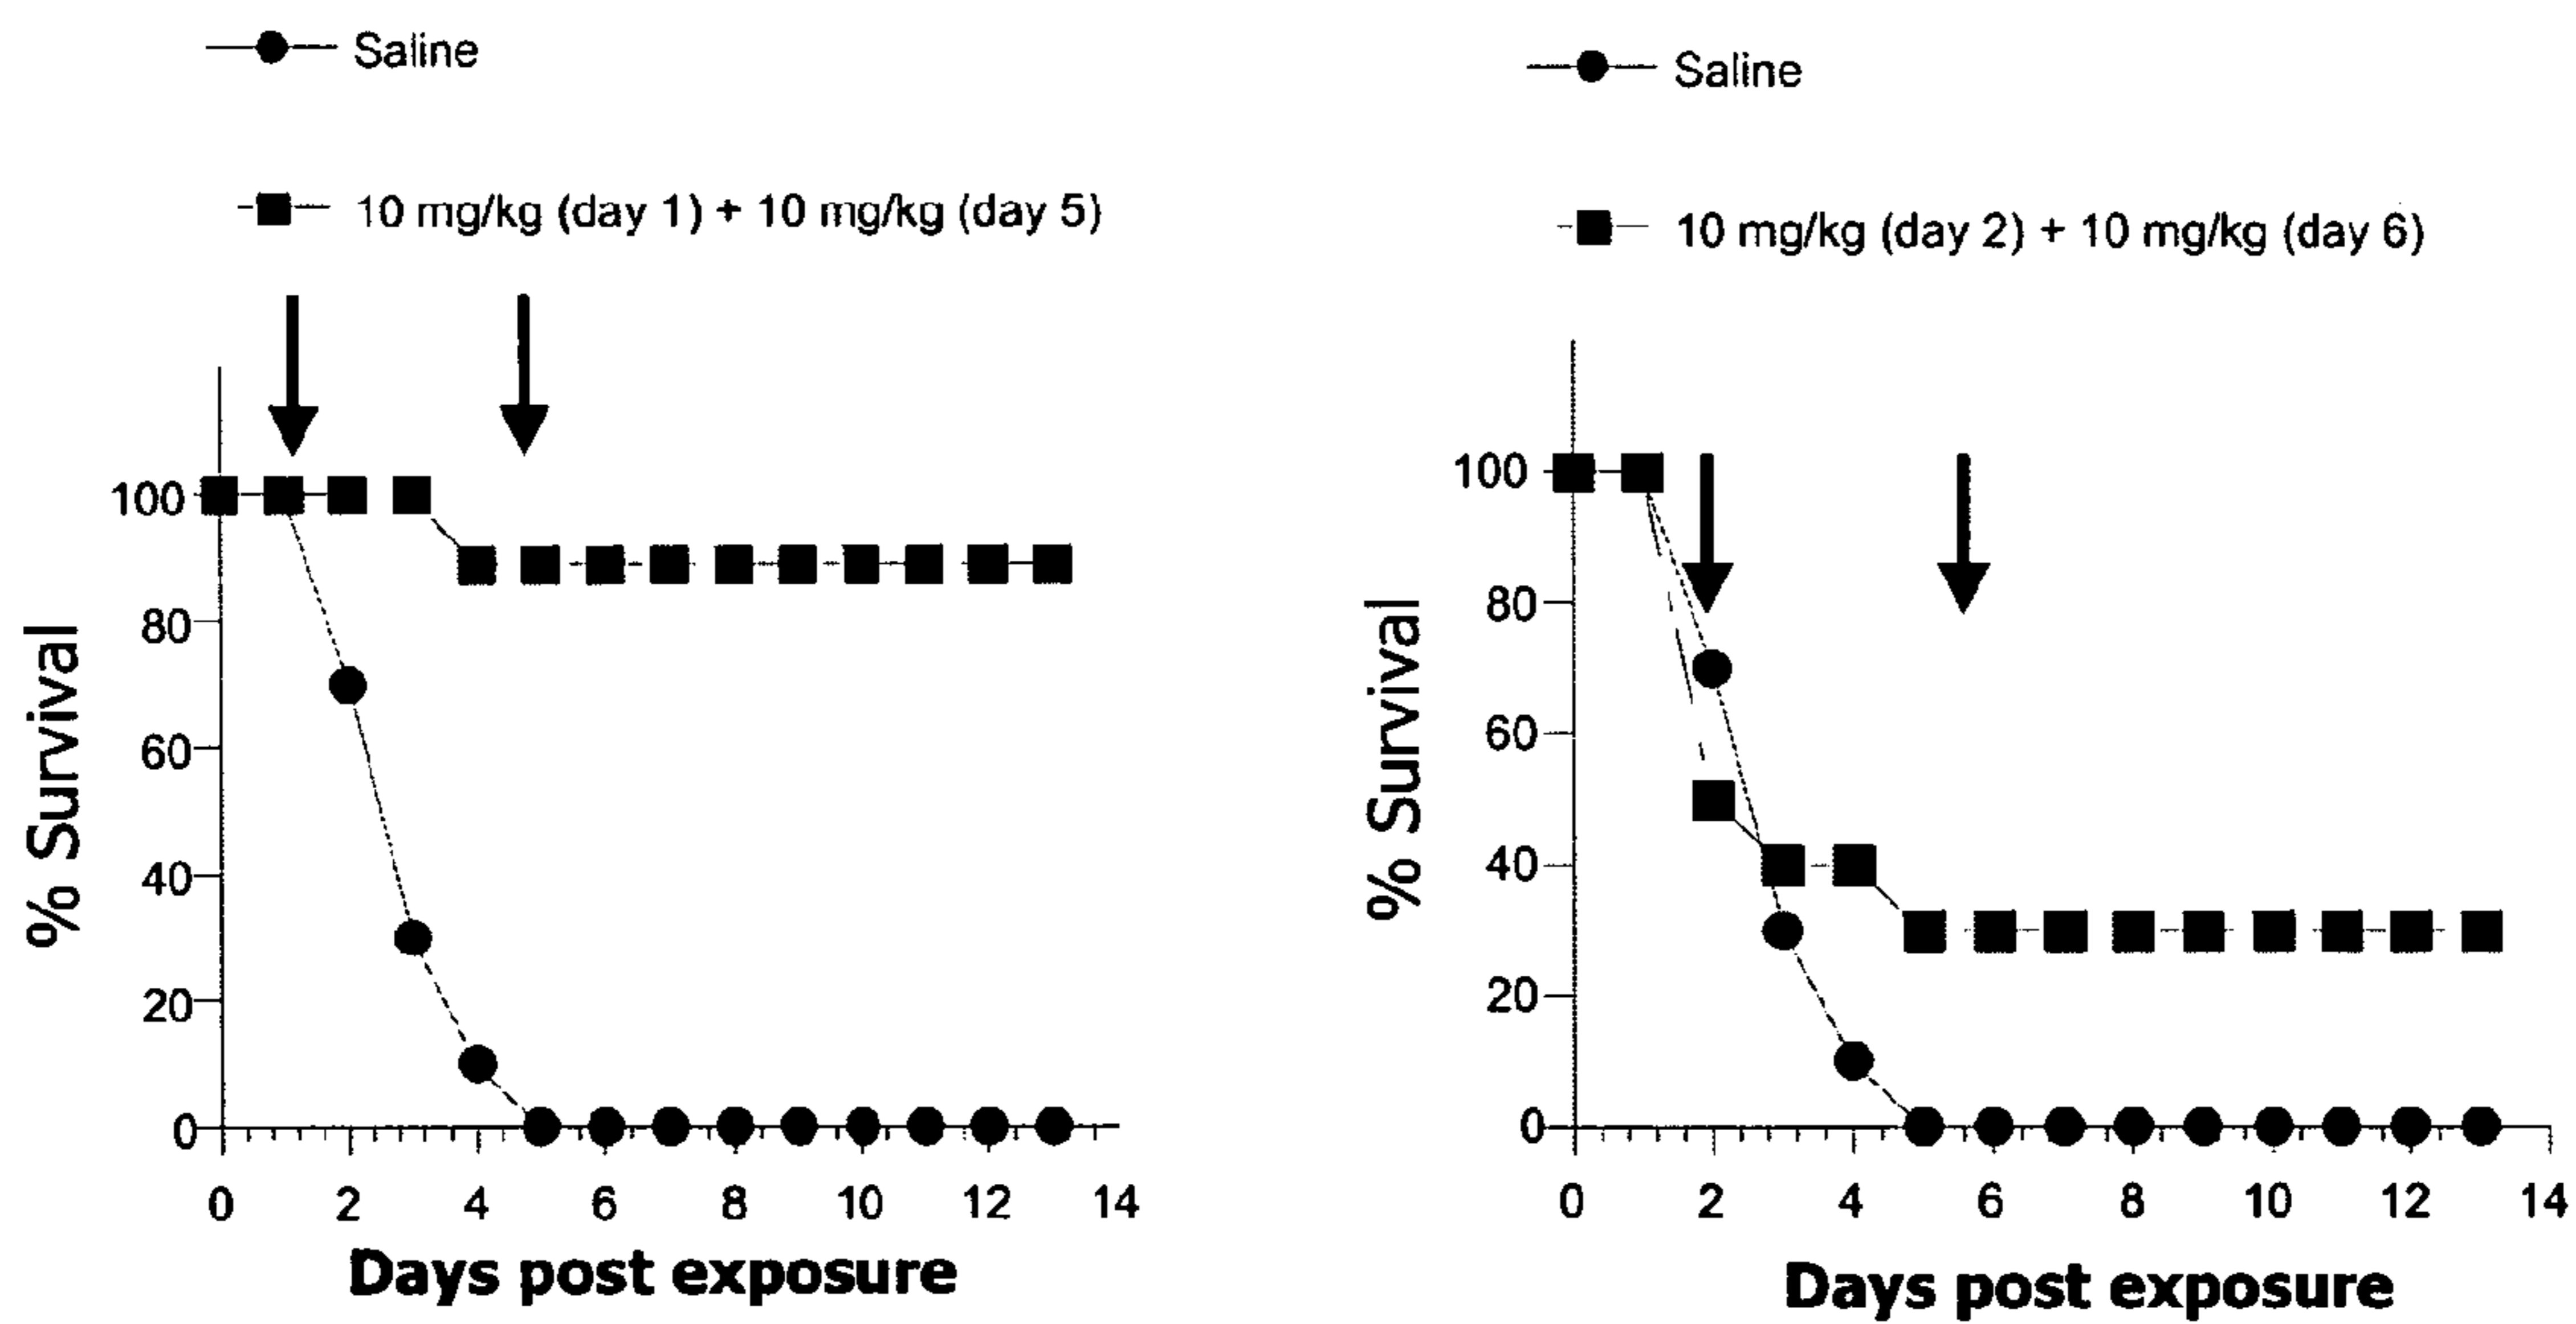 Saline
10 mg/kg (day 1) + 10 mg/kg (day 5)
% Survival
100
80
60
40
20
0
0 2 4 6 8 10 12 14
Days post exposure
Saline
10 mg/kg (day 2) + 10 mg/kg (day 6)
% Survival
100
80
60
40
20
0
0 2 4 6 8 10 12 14
Days post exposure